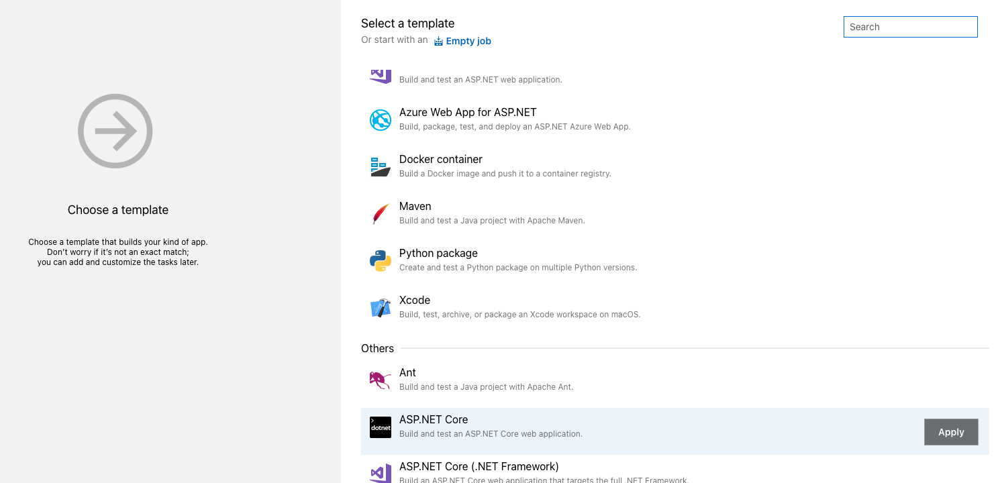 Select a template
Search
Or start with an Empty job
Build and test an ASP.NET web application.
Azure Web App for ASP.NET
Build, package, test, and deploy an ASP.NET Azure Web App.
Docker container
Build a Docker image and push it to a container registry.
Choose a template
Maven
Build and test a Java project with Apache Maven.
Choose a template that builds your kind of app.
Don’t worry if it’s not an exact match;
you can add and customize the tasks later.
Python package
Create and test a Python package on multiple Python versions.
Xcode
Build, test, archive, or package an Xcode workspace on macOS.
Others
Ant
Build and test a Java project with Apache Ant.
dotnet
ASP.NET Core
Build and test an ASP.NET Core web application.
Apply
ASP.NET Core (.NET Framework)
Build an ASP.NET Core web application that targets the full .NET Framework.